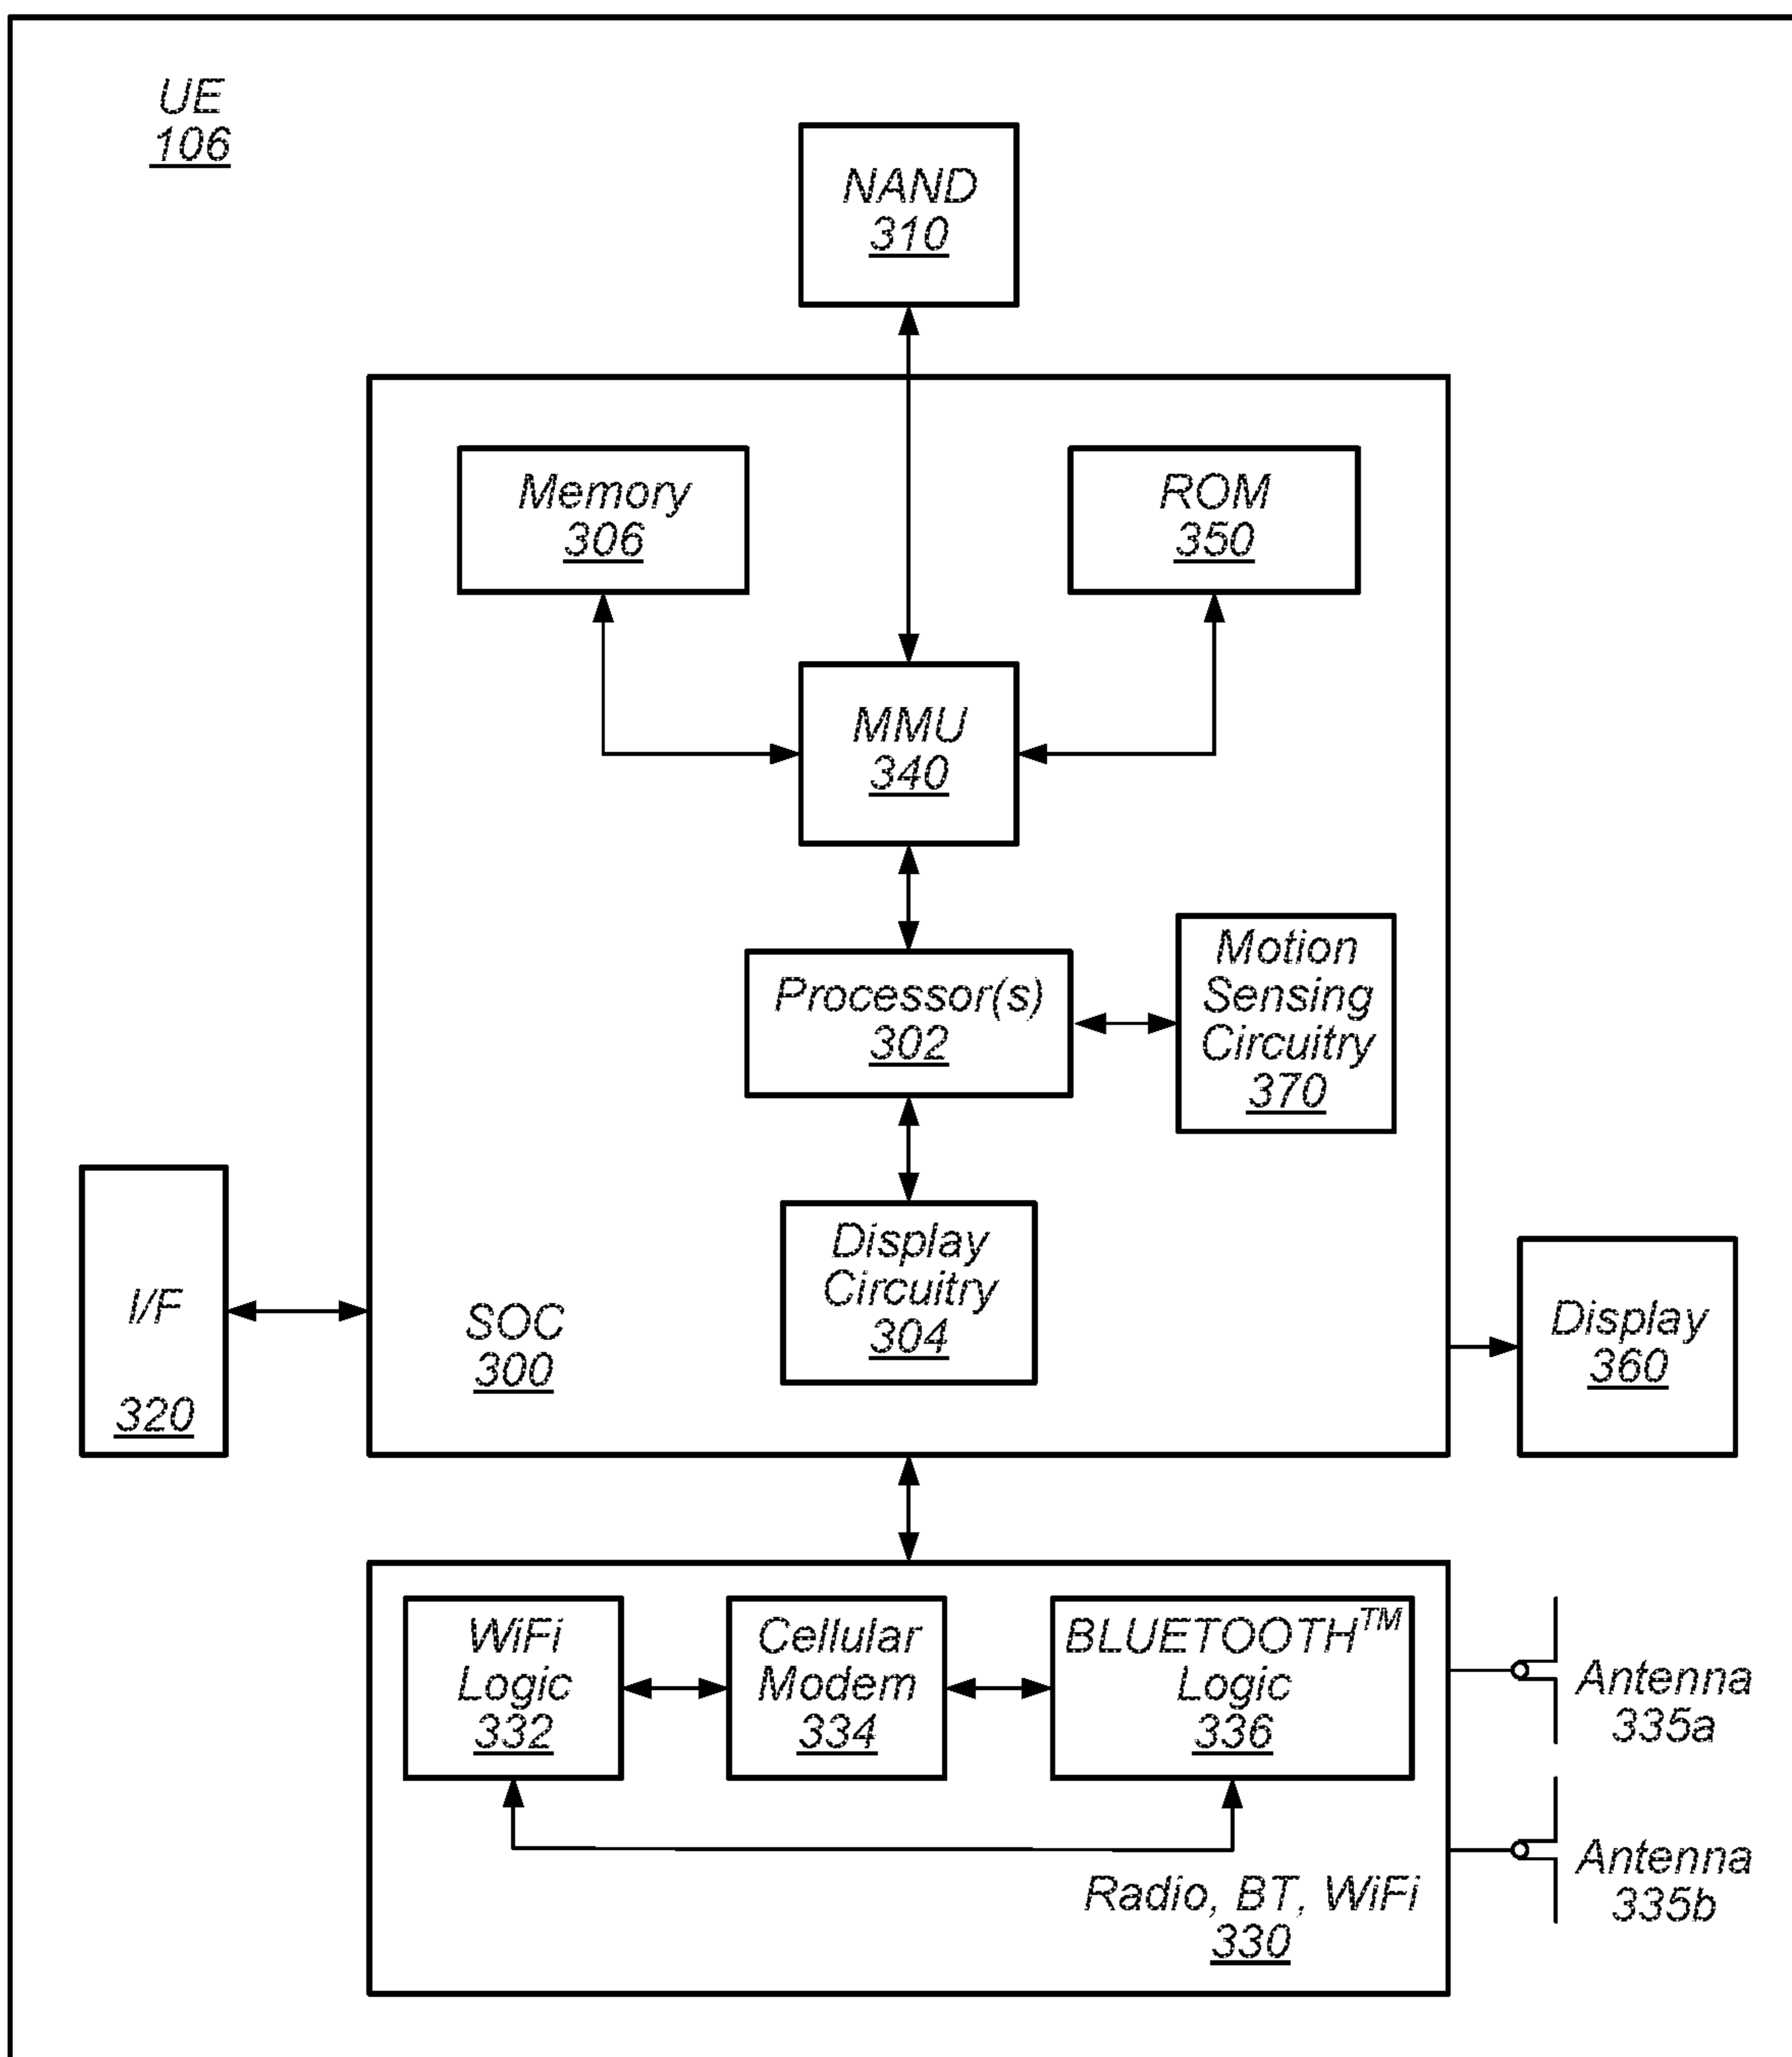 UE
106
NAND
310
Memory
306
ROM
350
MMU
340
Processor(s)
302
Motion
Sensing
Circuitry
370
Display
Circuitry
304
SOC
300
I/F
320
Display
360
WiFi
Logic
332
Cellular
Modem
334
BLUETOOTH™
Logic
336
Radio, BT, WiFi
330
Antenna
335a
Antenna
335b